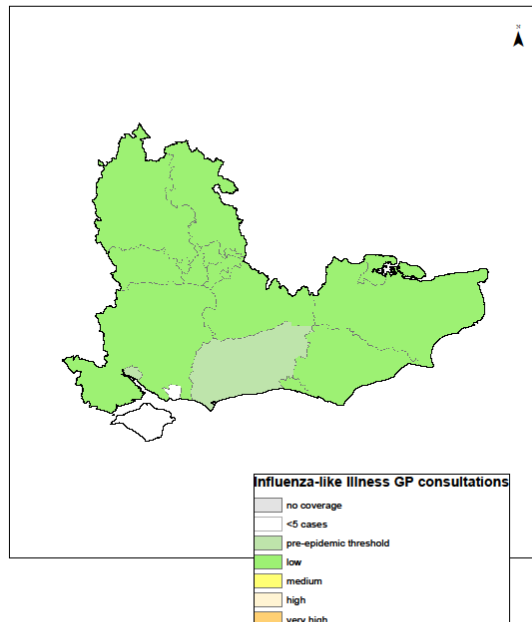 N
Influenza-like Illness GP consultations
no coverage
<5 cases
pre-epidemic threshold
low
medium
high
very high